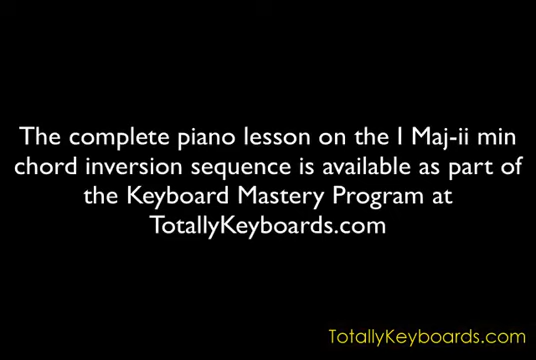 The complete piano lesson on the I Maj-ii min
chord inversion sequence is available as part of
the Keyboard Mastery Program at
TotallyKeyboards.com
TotallyKeyboards.com